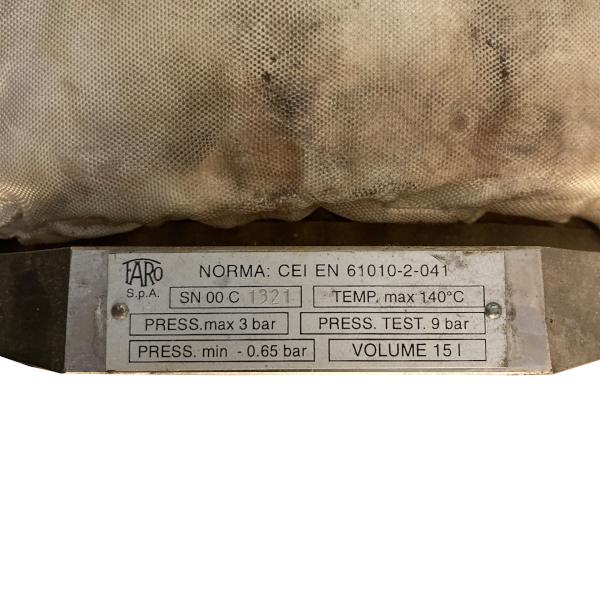 FARO
S.p.A.
NORMA: CEI EN 61010-2-041
SN 00 C 1321
TEMP. max 140°C
PRESS.max 3 bar
PRESS. TEST. 9 bar
PRESS. min - 0.65 bar
VOLUME 15 l